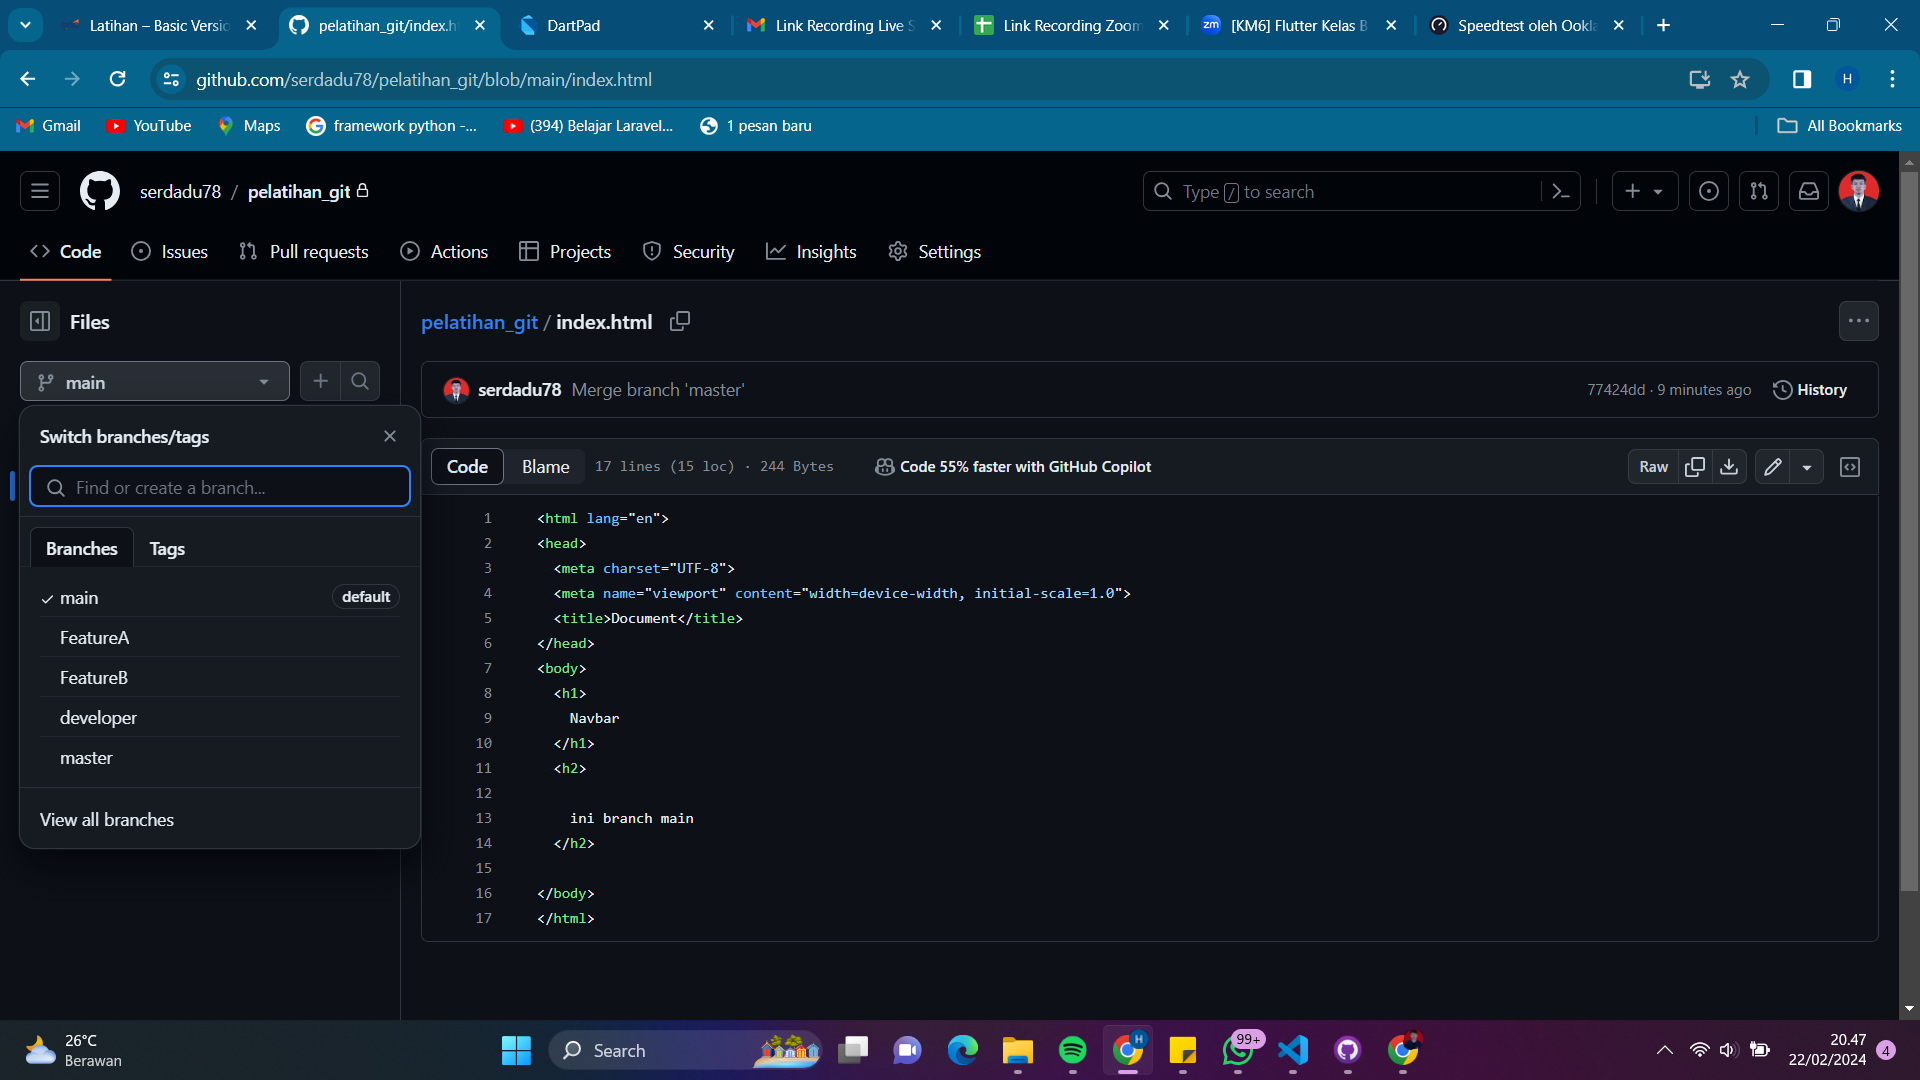 Latihan – Basic Versio
pelatihan_git/index.h
DartPad
Link Recording Live S
Link Recording Zoom
zm [KM6] Flutter Kelas B
Speedtest oleh Ookla
github.com/serdadu78/pelatihan_git/blob/main/index.html
H
Gmail
YouTube
Maps
framework python -...
(394) Belajar Laravel...
1 pesan baru
All Bookmarks
serdadu78 / pelatihan_git
Type / to search
Code
Issues
Pull requests
Actions
Projects
Security
Insights
Settings
Files
pelatihan_git / index.html
main
serdadu78 Merge branch 'master'
77424dd · 9 minutes ago
History
Switch branches/tags
Find or create a branch...
Branches
Tags
main
default
FeatureA
FeatureB
developer
master
View all branches
Code
Blame
17 lines (15 loc) · 244 Bytes
Code 55% faster with GitHub Copilot
Raw
1 <html lang="en">
2 <head>
3 <meta charset="UTF-8">
4 <meta name="viewport" content="width=device-width, initial-scale=1.0">
5 <title>Document</title>
6 </head>
7 <body>
8 <h1>
9 Navbar
10 </h1>
11 <h2>
12
13 ini branch main
14 </h2>
15
16 </body>
17 </html>
26°C
Berawan
Search
H
99+
20.47
22/02/2024
4